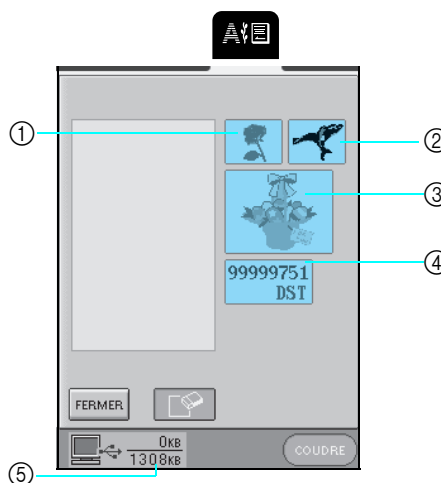 A
①
②
③
④
99999751
DST
FERMER
0KB
1308KB
COUDRE
⑤